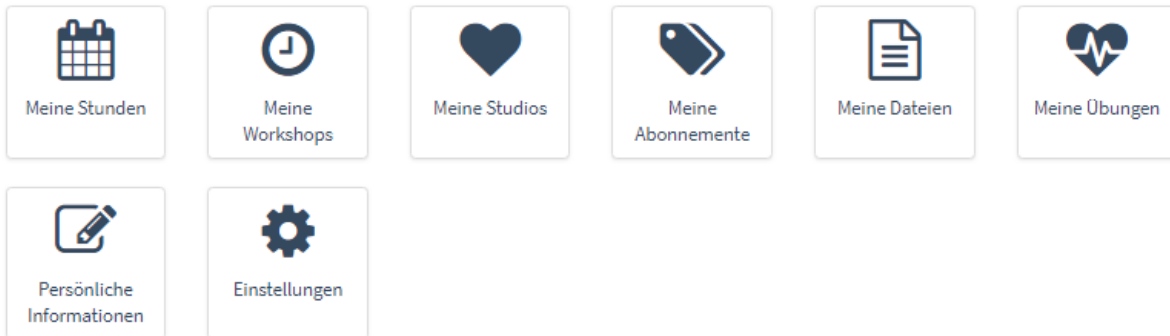 Meine Stunden
Meine
Workshops
Meine Studios
Meine
Abonnemente
Meine Dateien
Meine Übungen
Persönliche
Informationen
Einstellungen